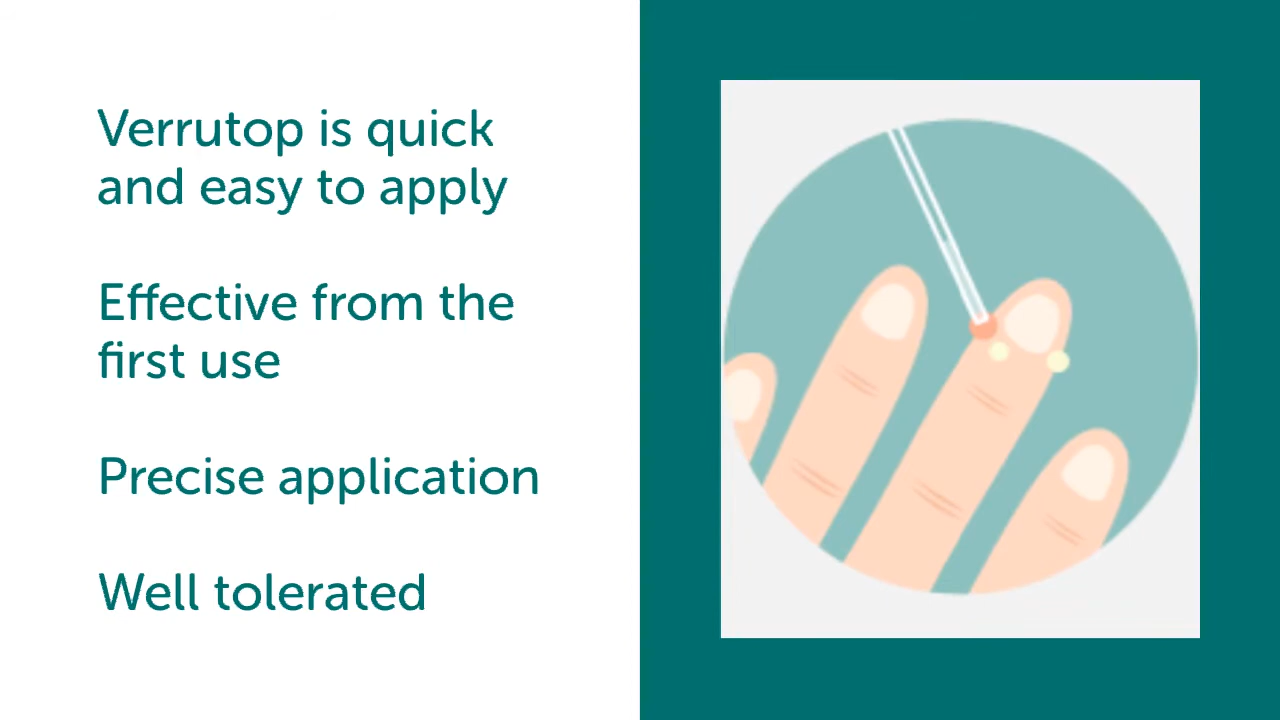 Verrutop is quick
and easy to apply
Effective from the
first use
Precise application
Well tolerated